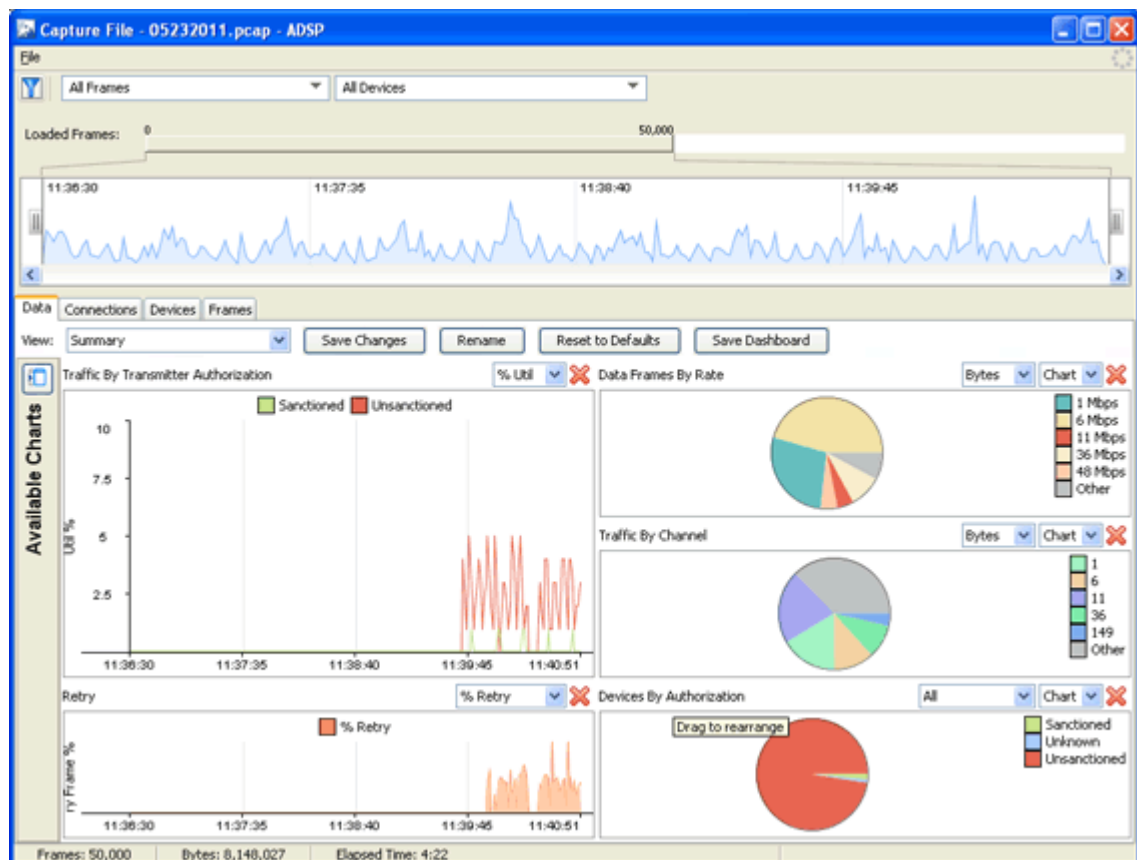 Capture File - 05232011.pcap - ADSP
File
All Frames All Devices
Loaded Frames: 0 50,000
11:36:30 11:37:35 11:38:40 11:39:46
Data Connections Devices Frames
View: Summary Save Changes Rename Reset to Defaults Save Dashboard
Available Charts
Traffic By Transmitter Authorization % Util
Sanctioned Unsanctioned
10
7.5
5
2.5
Util %
11:36:30 11:37:35 11:38:40 11:39:46 11:40:51
Data Frames By Rate Bytes Chart
1 Mbps
6 Mbps
11 Mbps
36 Mbps
48 Mbps
Other
Traffic By Channel Bytes Chart
1
6
11
36
149
Other
Retry % Retry
% Retry
ry Frame %
11:36:30 11:37:35 11:38:40 11:39:46 11:40:51
Devices By Authorization All Chart
Drag to rearrange
Sanctioned
Unknown
Unsanctioned
Frames: 50,000 Bytes: 8,148,027 Elapsed Time: 4:22